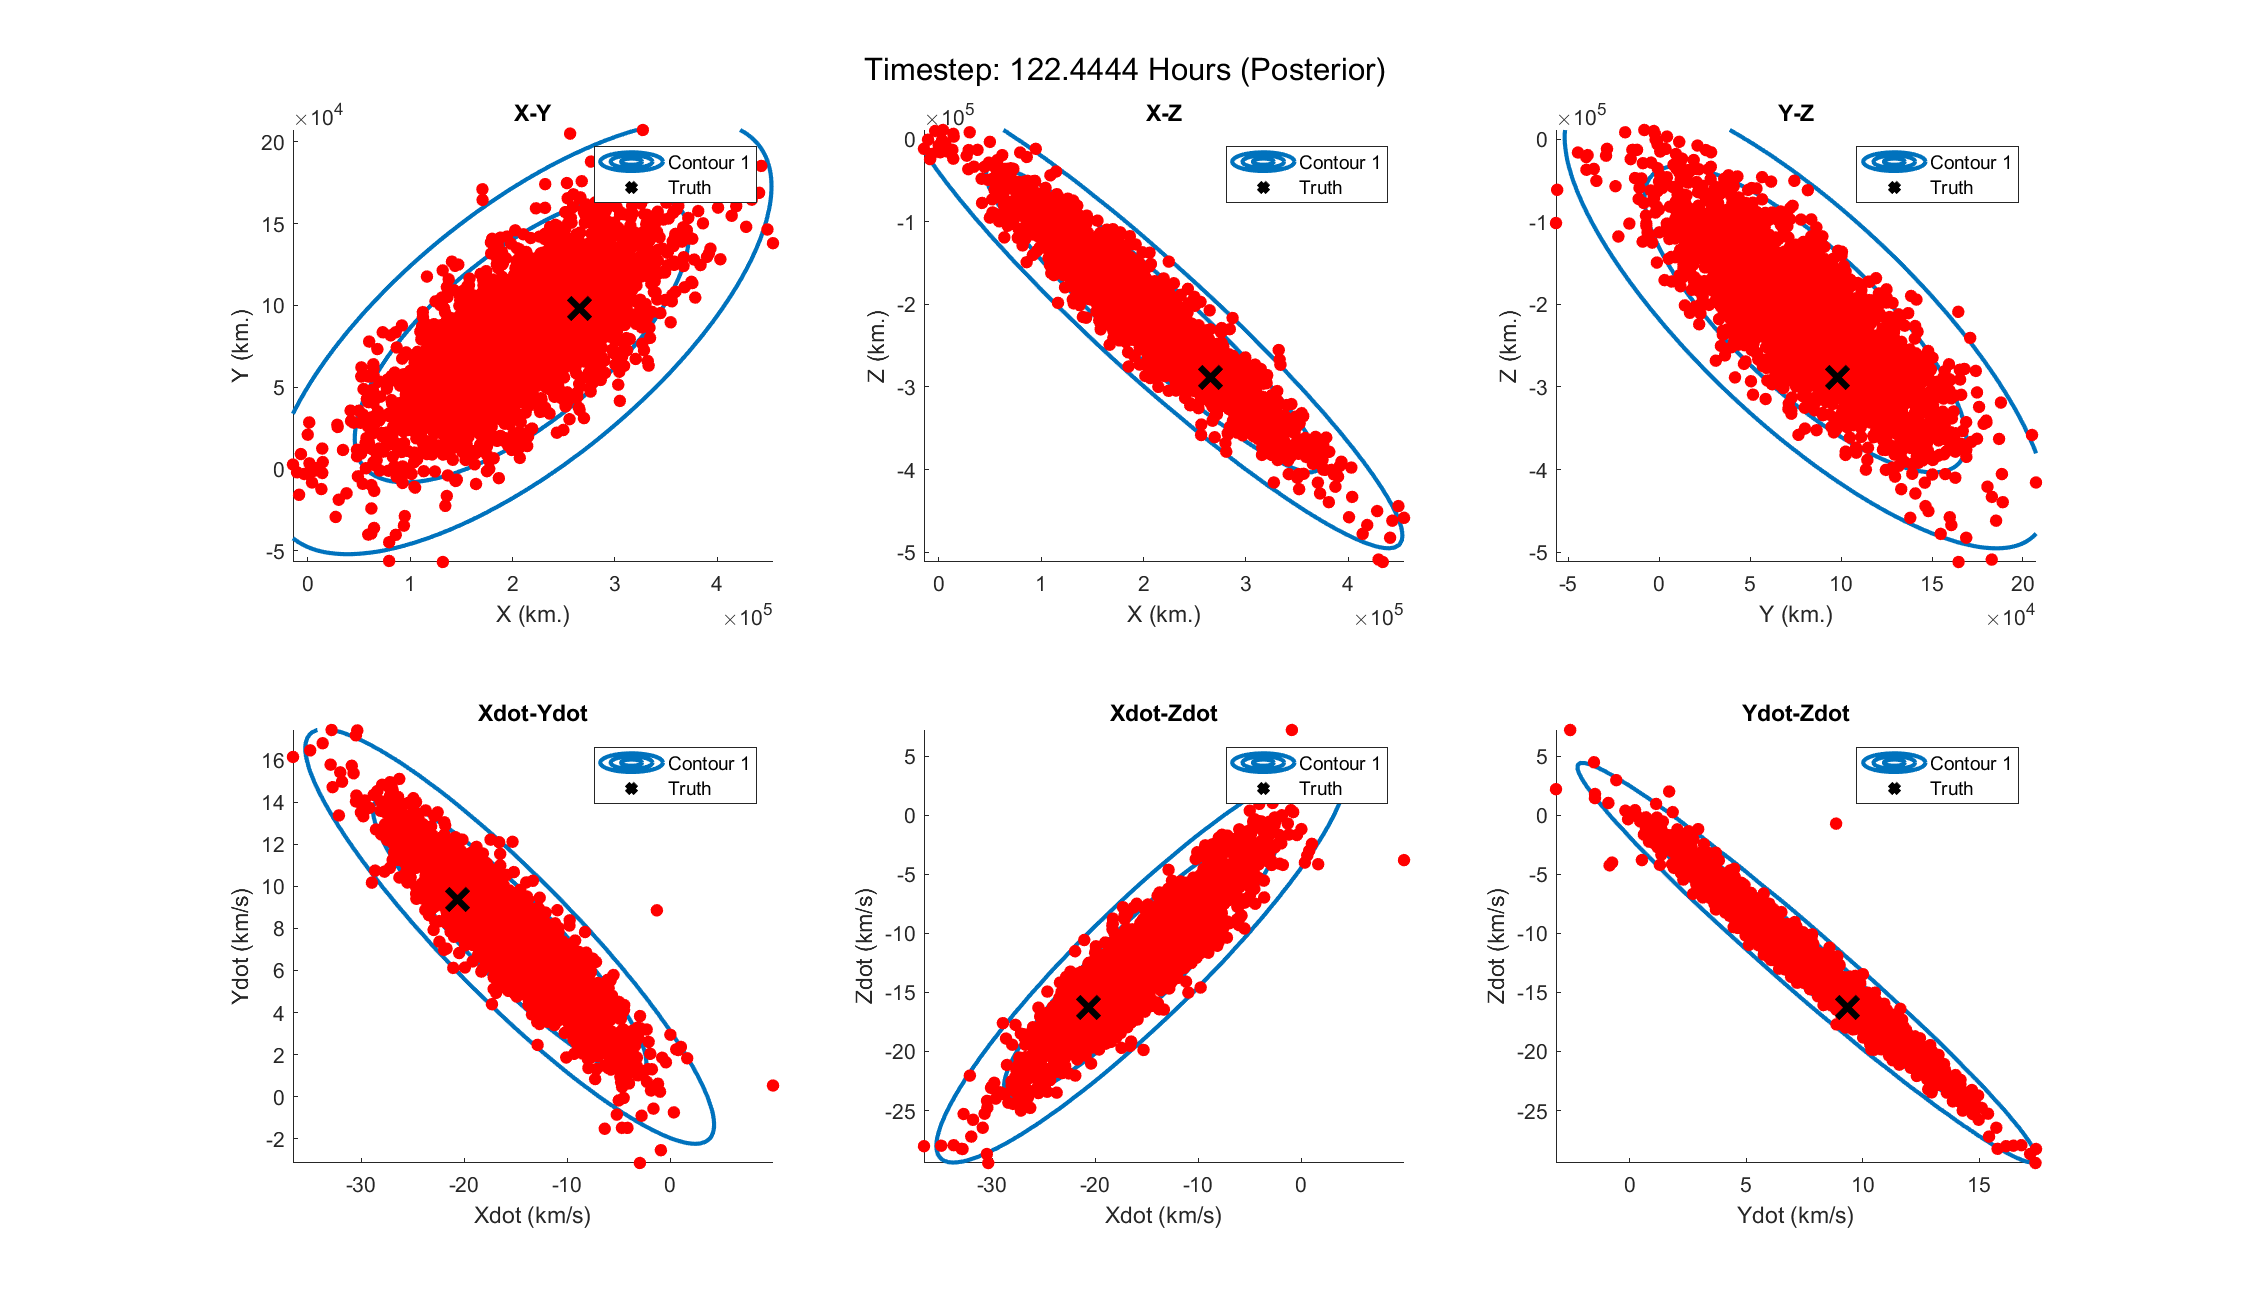 Timestep: 122.4444 Hours (Posterior)
X-Y
×10^4
20
15
10
5
0
-5
Y (km.)
0 1 2 3 4
×10^5
X (km.)
Contour 1
Truth
X-Z
×10^5
0
-1
-2
-3
-4
-5
Z (km.)
0 1 2 3 4
×10^5
X (km.)
Contour 1
Truth
Y-Z
×10^5
0
-1
-2
-3
-4
-5
Z (km.)
-5 0 5 10 15 20
×10^4
Y (km.)
Contour 1
Truth
Xdot-Ydot
16
14
12
10
8
6
4
2
0
-2
Ydot (km/s)
-30 -20 -10 0
Xdot (km/s)
Contour 1
Truth
Xdot-Zdot
5
0
-5
-10
-15
-20
-25
Zdot (km/s)
-30 -20 -10 0
Xdot (km/s)
Contour 1
Truth
Ydot-Zdot
5
0
-5
-10
-15
-20
-25
Zdot (km/s)
0 5 10 15
Ydot (km/s)
Contour 1
Truth